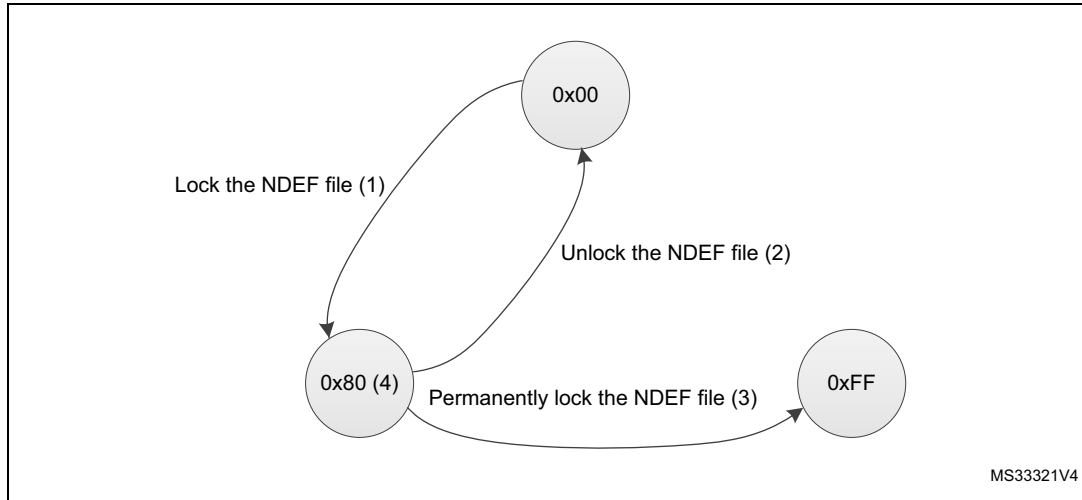 0x00
Lock the NDEF file (1)
Unlock the NDEF file (2)
0x80 (4)
Permanently lock the NDEF file (3)
0xFF
MS33321V4